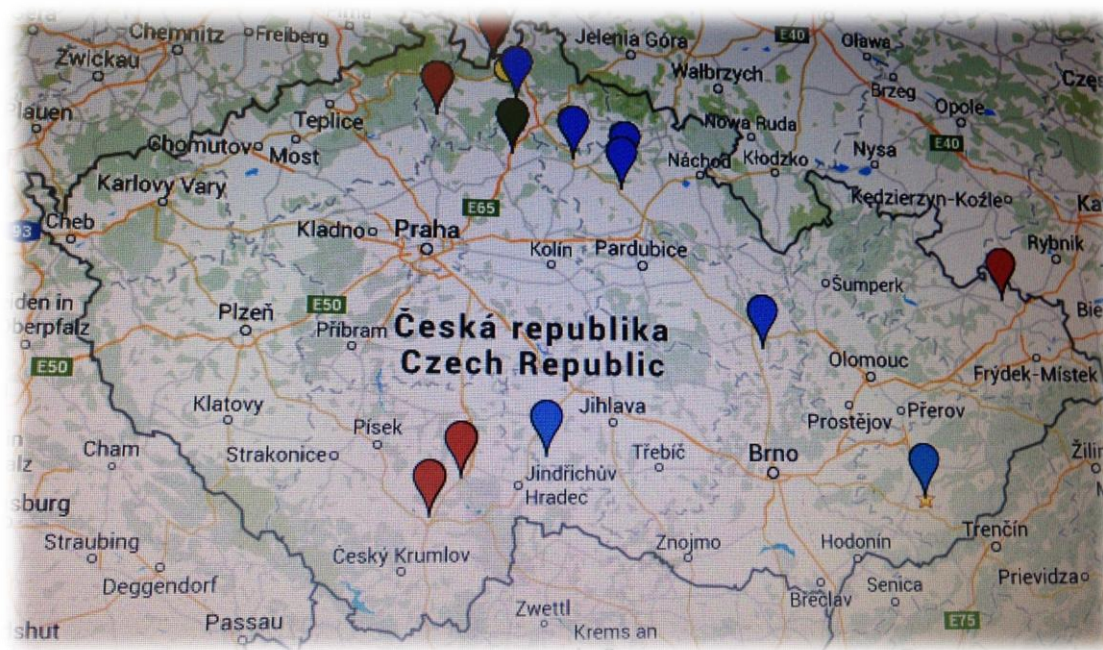 Chemnitz
Freiberg
Zwickau
Jelenia Góra
E40
Oława
Wałbrzych
Brzeg
Opole
Teplice
Nowa Ruda
E40
Chomutov
Most
Náchod
Kłodzko
Nysa
Karlovy Vary
Kędzierzyn-Koźle
E65
Cheb
93
Kladno
Praha
Kolín
Pardubice
Rybnik
Šumperk
E50
Plzeň
Příbram
Česká republika
Czech Republic
E50
Olomouc
Frýdek-Místek
Klatovy
Jihlava
Prostějov
Přerov
Písek
Cham
Strakonice
Třebíč
Brno
Jindřichův
Hradec
Trenčín
Straubing
Český Krumlov
Znojmo
Hodonín
Deggendorf
Senica
Prievidza
Břeclav
Zwettl
E75
Passau
Krems an